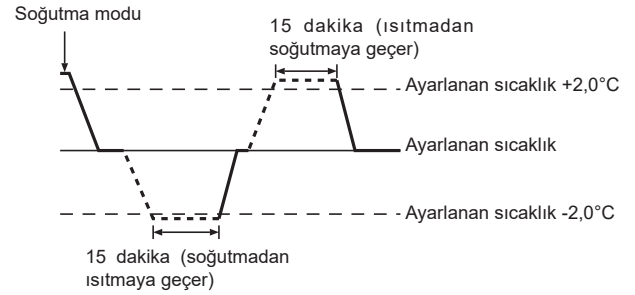 Soğutma modu
15 dakika (ısıtmadan
soğutmaya geçer)
Ayarlanan sıcaklık +2,0°C
Ayarlanan sıcaklık
Ayarlanan sıcaklık -2,0°C
15 dakika (soğutmadan
ısıtmaya geçer)